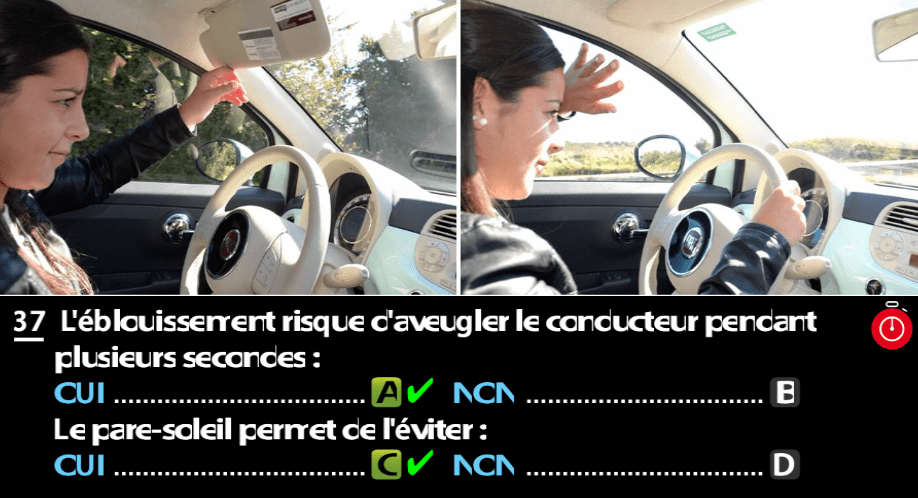 37 L'éblouissement risque d'aveugler le conducteur pendant
plusieurs secondes :
OUI .................................. A ✔ NON ................................ B
Le pare-soleil permet de l'éviter :
OUI .................................. C ✔ NON ................................ D